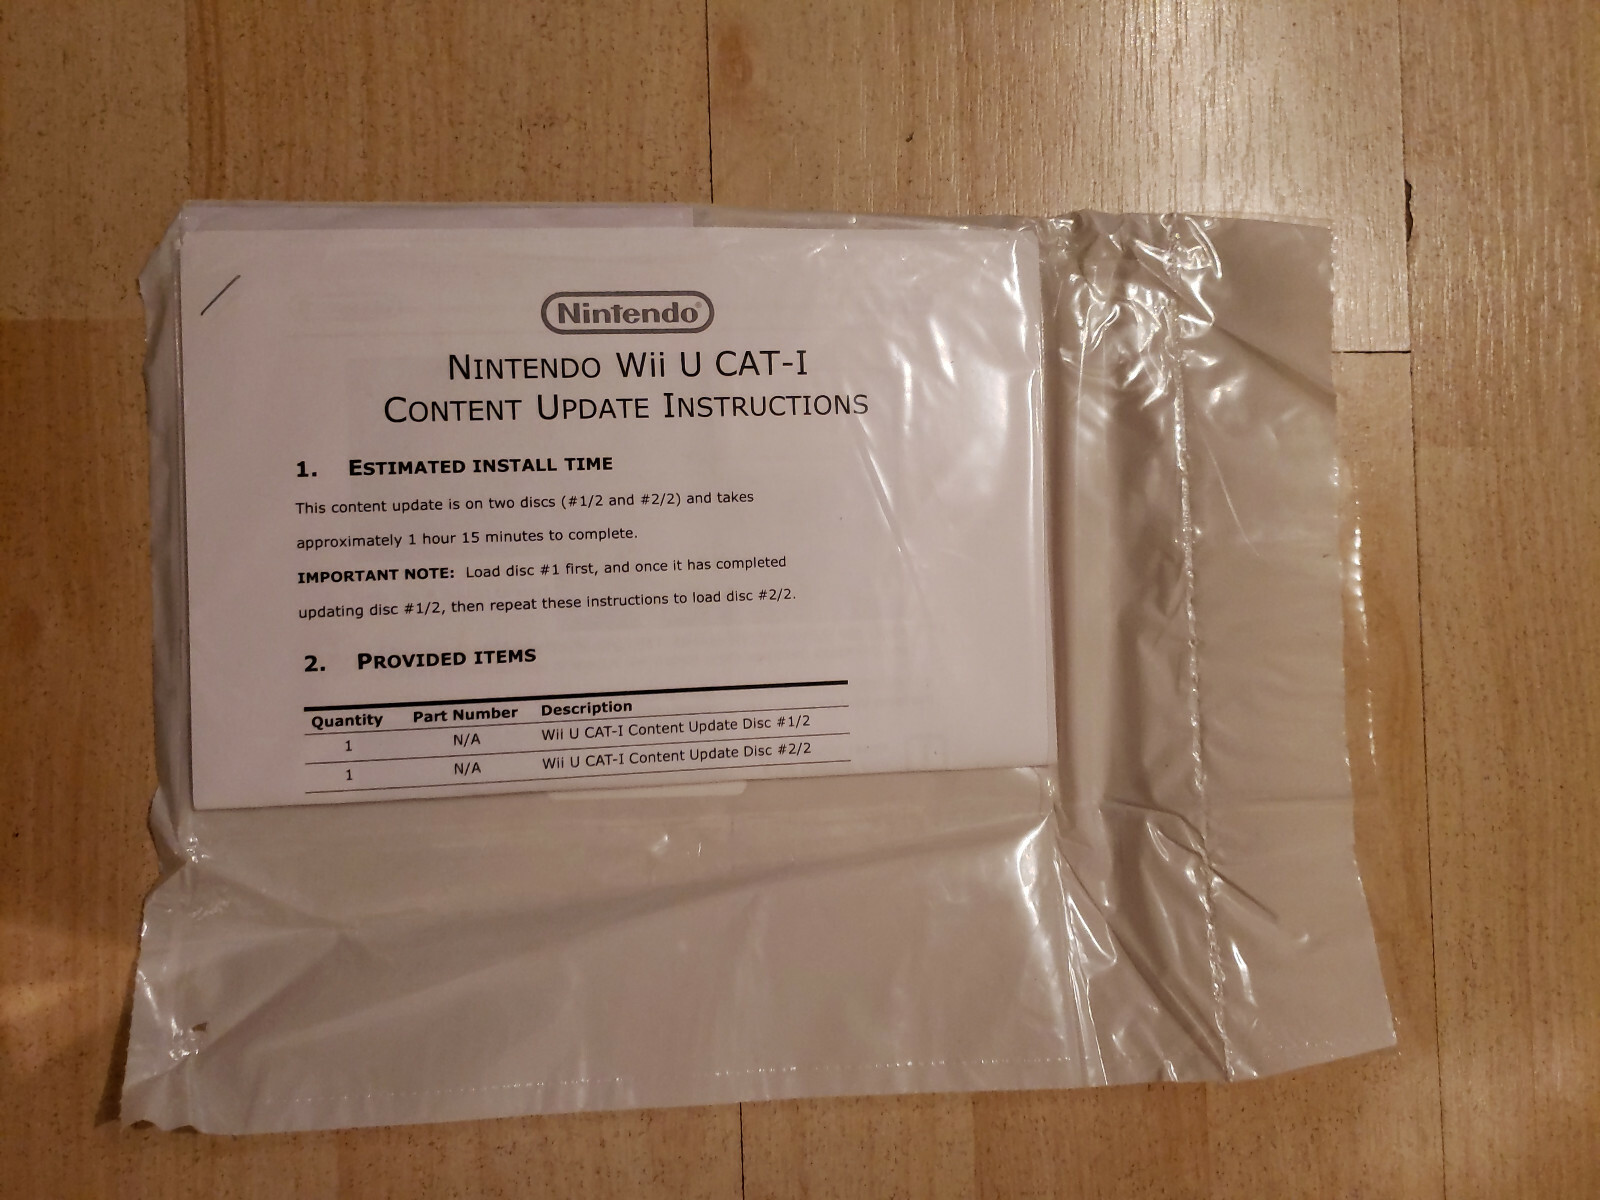 Nintendo®
NINTENDO Wii U CAT-I
CONTENT UPDATE INSTRUCTIONS
1. ESTIMATED INSTALL TIME
This content update is on two discs (#1/2 and #2/2) and takes
approximately 1 hour 15 minutes to complete.
IMPORTANT NOTE: Load disc #1 first, and once it has completed
updating disc #1/2, then repeat these instructions to load disc #2/2.
2. PROVIDED ITEMS
Quantity Part Number Description
1 N/A Wii U CAT-I Content Update Disc #1/2
1 N/A Wii U CAT-I Content Update Disc #2/2